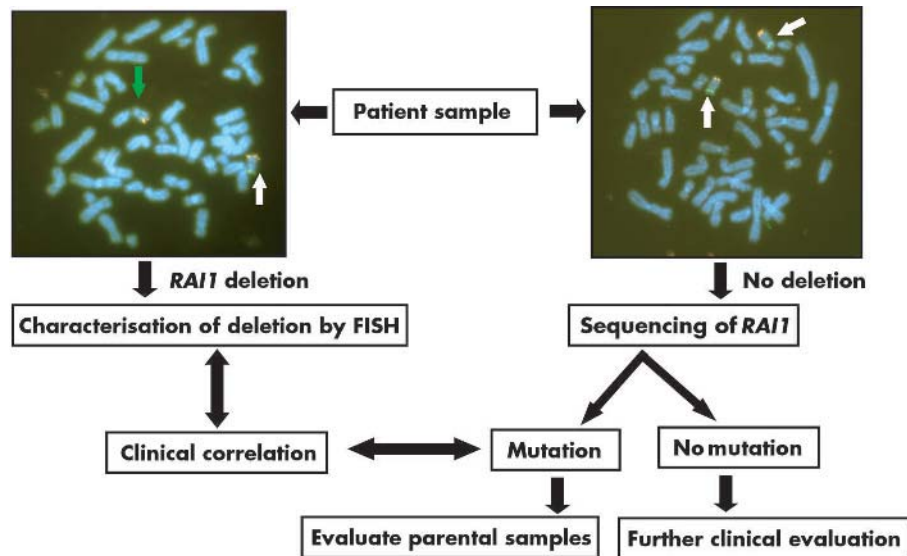 Patient sample
RAI1 deletion
No deletion
Characterisation of deletion by FISH
Sequencing of RAI1
Clinical correlation
Mutation
No mutation
Evaluate parental samples
Further clinical evaluation